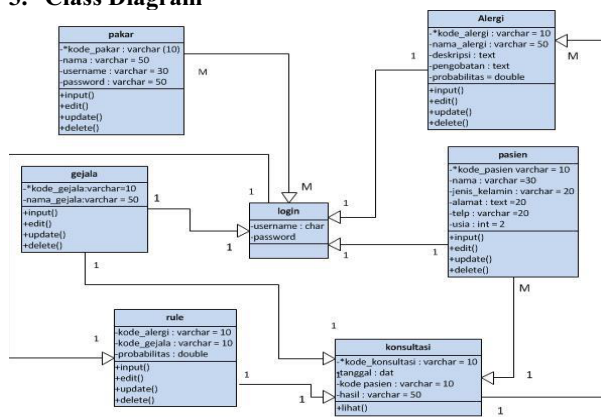 3. Class Diagram
pakar
-*kode_pakar : varchar (10)
-nama : varchar = 50
-username : varchar = 30
-password : varchar = 50
+input()
+edit()
+update()
+delete()
M
Alergi
-*kode_alergi : varchar = 10
-nama_alergi : varchar = 50
-deskripsi : text
-pengobatan : text
-probabilitas = double
+input()
+edit()
+update()
+delete()
1
M
gejala
-*kode_gejala:varchar=10
-nama_gejala : varchar = 50
+input()
+edit()
+update()
+delete()
1
1
1
1
M
login
-username : char
-password
1
1
1
pasien
-*kode_pasien varchar = 10
-nama : varchar =30
-jenis_kelamin : varchar = 20
-alamat : text =20
-telp : varchar =20
-usia : int = 2
+input()
+edit()
+update()
+delete()
M
1
rule
-kode_alergi : varchar = 10
-kode_gejala : varchar = 10
-probabilitas : double
+input()
+edit()
+update()
+delete()
1
1
1
1
konsultasi
-*kode_konsultasi : varchar = 10
tanggal : dat
-kode pasien : varchar = 10
-hasil : varchar = 50
+lihat()
1
1
1